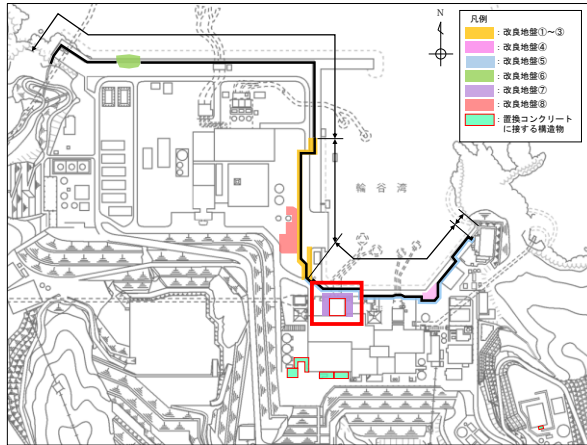 N
凡例
：改良地盤①～③
：改良地盤④
：改良地盤⑤
：改良地盤⑥
：改良地盤⑦
：改良地盤⑧
：置換コンクリート
に接する構造物
輪谷湾